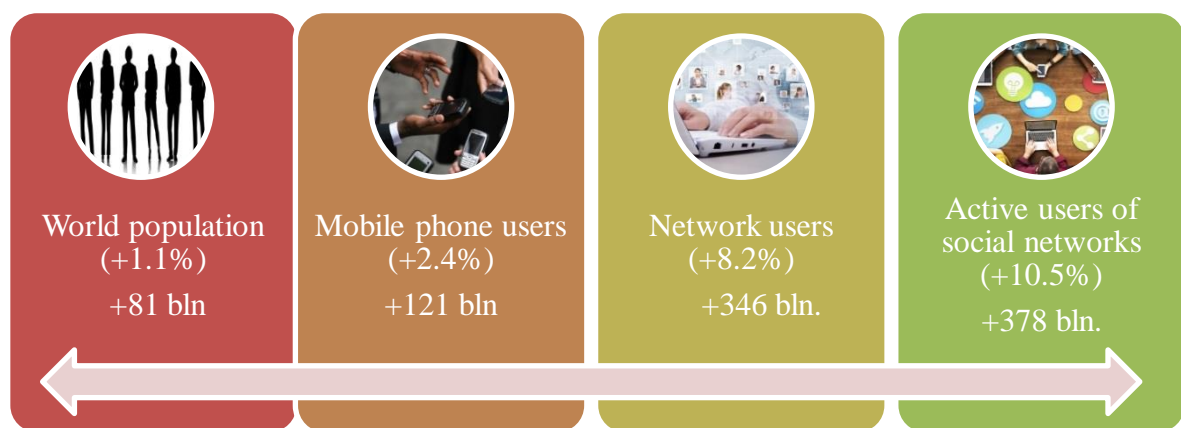 World population
(+1.1%)
+81 bln
Mobile phone users
(+2.4%)
+121 bln
Network users
(+8.2%)
+346 bln.
Active users of
social networks
(+10.5%)
+378 bln.